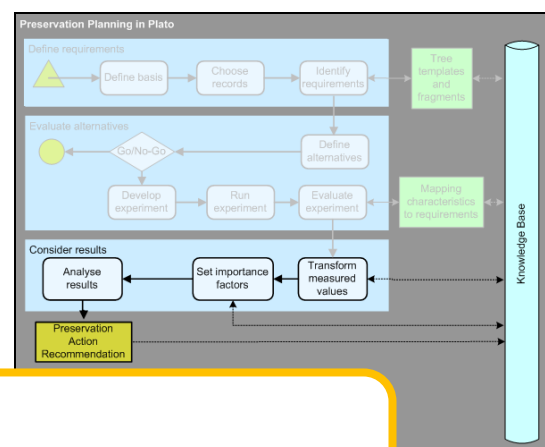 Preservation Planning in Plato
Define requirements
Define basis
Choose
records
Identify
requirements
Tree
templates
and
fragments
Evaluate alternatives
Go/No-Go
Define
alternatives
Develop
experiment
Run
experiment
Evaluate
experiment
Mapping
characteristics
to requirements
Consider results
Analyse
results
Set importance
factors
Transform
measured
values
Preservation
Action
Recommendation
Knowledge Base